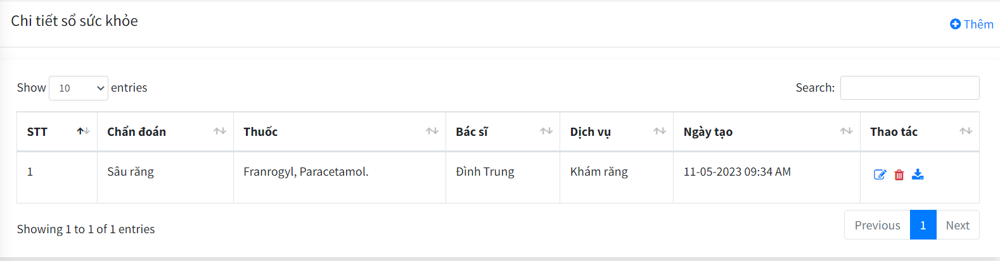 Chi tiết sổ sức khỏe
Thêm
Show 10 entries
Search:
STT Chẩn đoán Thuốc Bác sĩ Dịch vụ Ngày tạo Thao tác
1 Sâu răng Franrogyl, Paracetamol. Đình Trung Khám răng 11-05-2023 09:34 AM
Showing 1 to 1 of 1 entries
Previous 1 Next